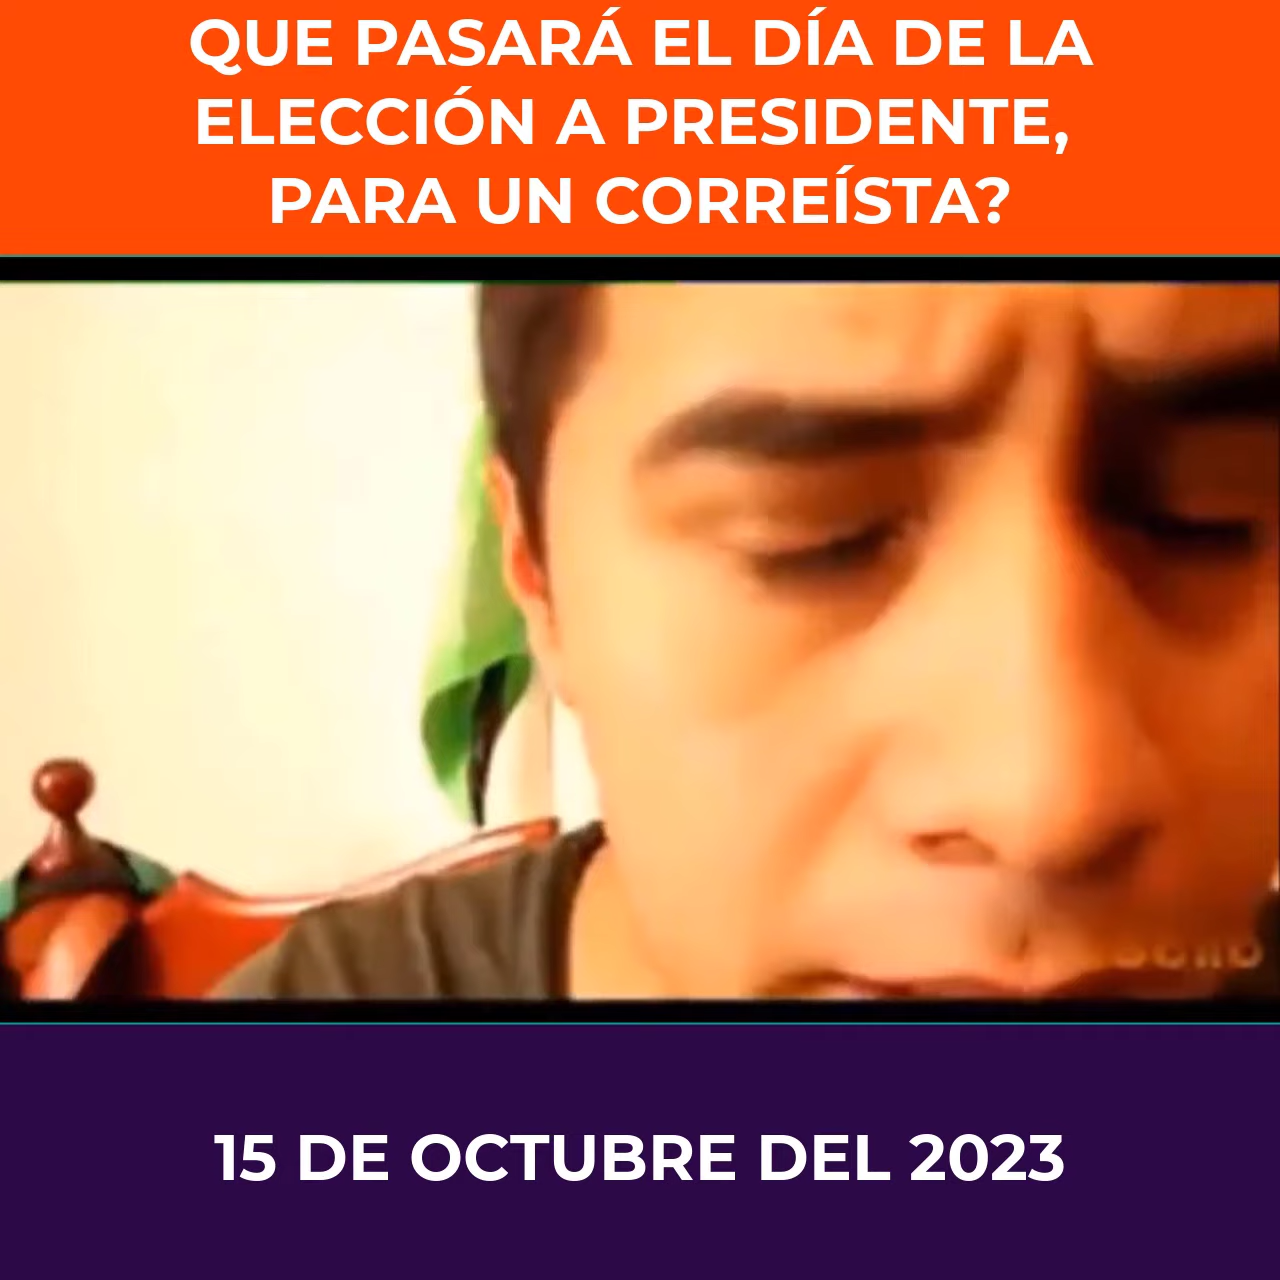 QUE PASARÁ EL DÍA DE LA
ELECCIÓN A PRESIDENTE,
PARA UN CORREÍSTA?
15 DE OCTUBRE DEL 2023